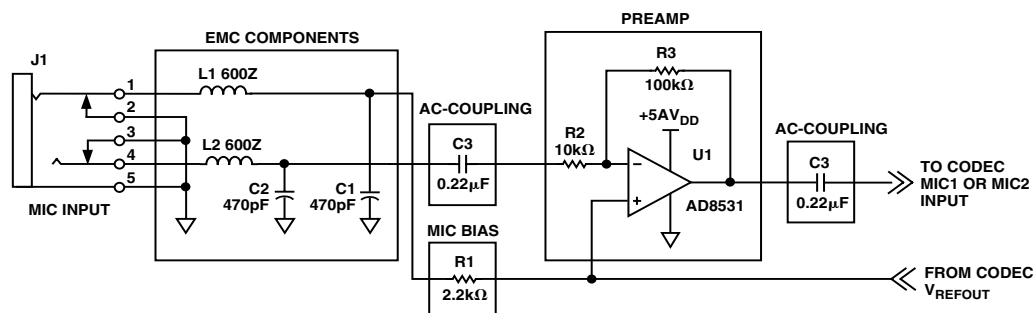 PREAMP
EMC COMPONENTS
J1
L1 600Z
R3
100kΩ
1
2
3
4
5
AC-COUPLING
+5AVDD
AC-COUPLING
L2 600Z
R2
10kΩ
U1
C3
0.22µF
C3
0.22µF
–
+
AD8531
TO CODEC
MIC1 OR MIC2
INPUT
C2
470pF
C1
470pF
MIC INPUT
MIC BIAS
R1
2.2kΩ
FROM CODEC
VREFOUT